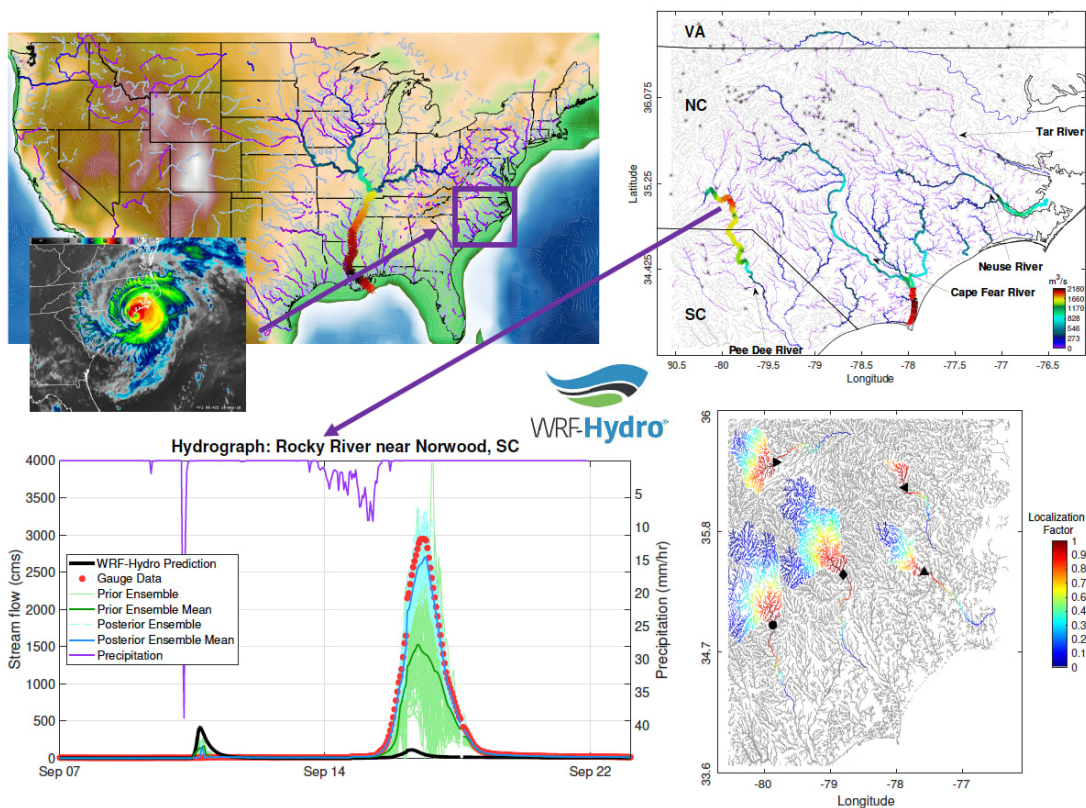 VA
36.075
NC
Tar River
Latitude
35.25
Neuse River
34.425
Cape Fear River
m³/s
2180
1660
1170
828
546
273
0
SC
Pee Dee River
90.5 -80 -79.5 -79 -78.5 -78 -77.5 -77 -76.5
Longitude
WRF-Hydro®
Hydrograph: Rocky River near Norwood, SC
4000
3500
3000
2500
2000
1500
1000
500
0
Stream flow (cms)
5
10
15
20
25
30
35
40
Precipitation (mm/hr)
WRF-Hydro Prediction
Gauge Data
Prior Ensemble
Prior Ensemble Mean
Posterior Ensemble
Posterior Ensemble Mean
Precipitation
Sep 07 Sep 14 Sep 22
36
35.8
34.7
33.6
Latitude
Localization
Factor
1
0.9
0.8
0.7
0.6
0.5
0.4
0.3
0.2
0.1
0
-80 -79 -78 -77
Longitude